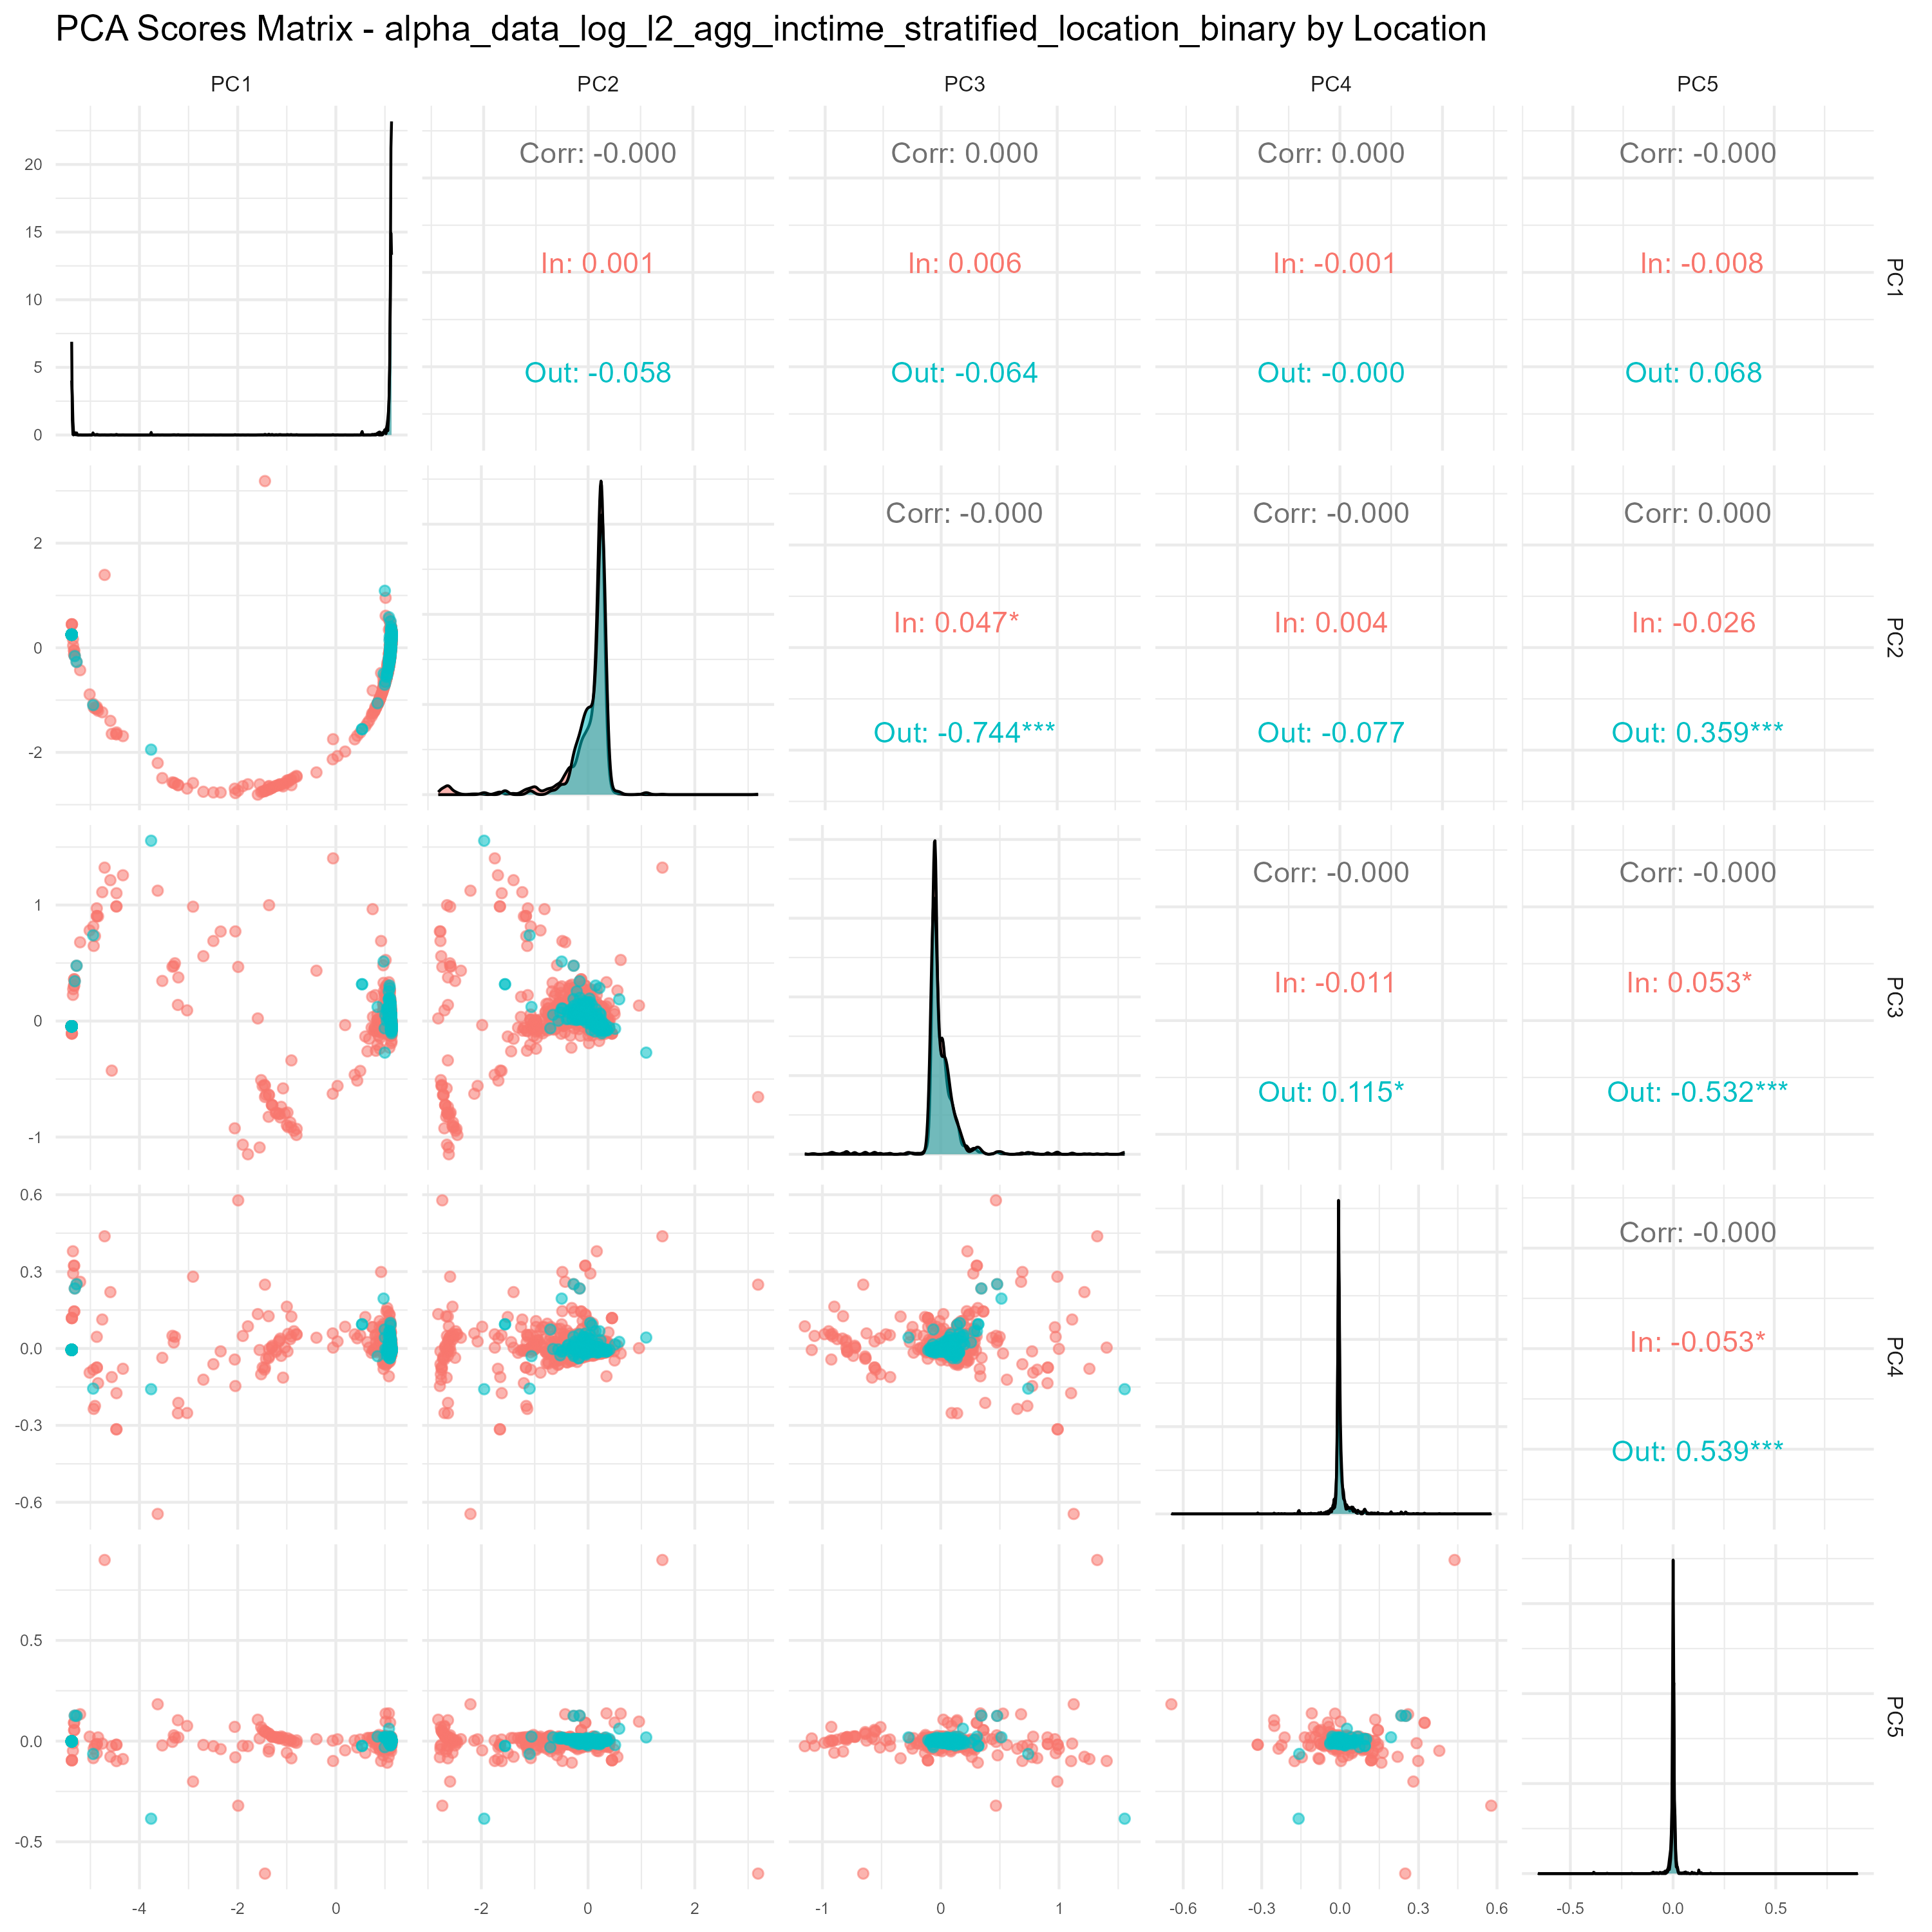 PCA Scores Matrix - alpha_data_log_l2_agg_inctime_stratified_location_binary by Location
PC1 PC2 PC3 PC4 PC5
20
15
10
5
0
Corr: -0.000 Corr: 0.000 Corr: 0.000 Corr: -0.000
In: 0.001 In: 0.006 In: -0.001 In: -0.008
Out: -0.058 Out: -0.064 Out: -0.000 Out: 0.068
PC1
2
0
-2
Corr: -0.000 Corr: -0.000 Corr: 0.000
In: 0.047* In: 0.004 In: -0.026
Out: -0.744*** Out: -0.077 Out: 0.359***
PC2
1
0
-1
Corr: -0.000 Corr: -0.000
In: -0.011 In: 0.053*
Out: 0.115* Out: -0.532***
PC3
0.6
0.3
0.0
-0.3
-0.6
Corr: -0.000
In: -0.053*
Out: 0.539***
PC4
0.5
0.0
-0.5
PC5
-4 -2 0 -2 0 2 -1 0 1 -0.6 -0.3 0.0 0.3 0.6 -0.5 0.0 0.5